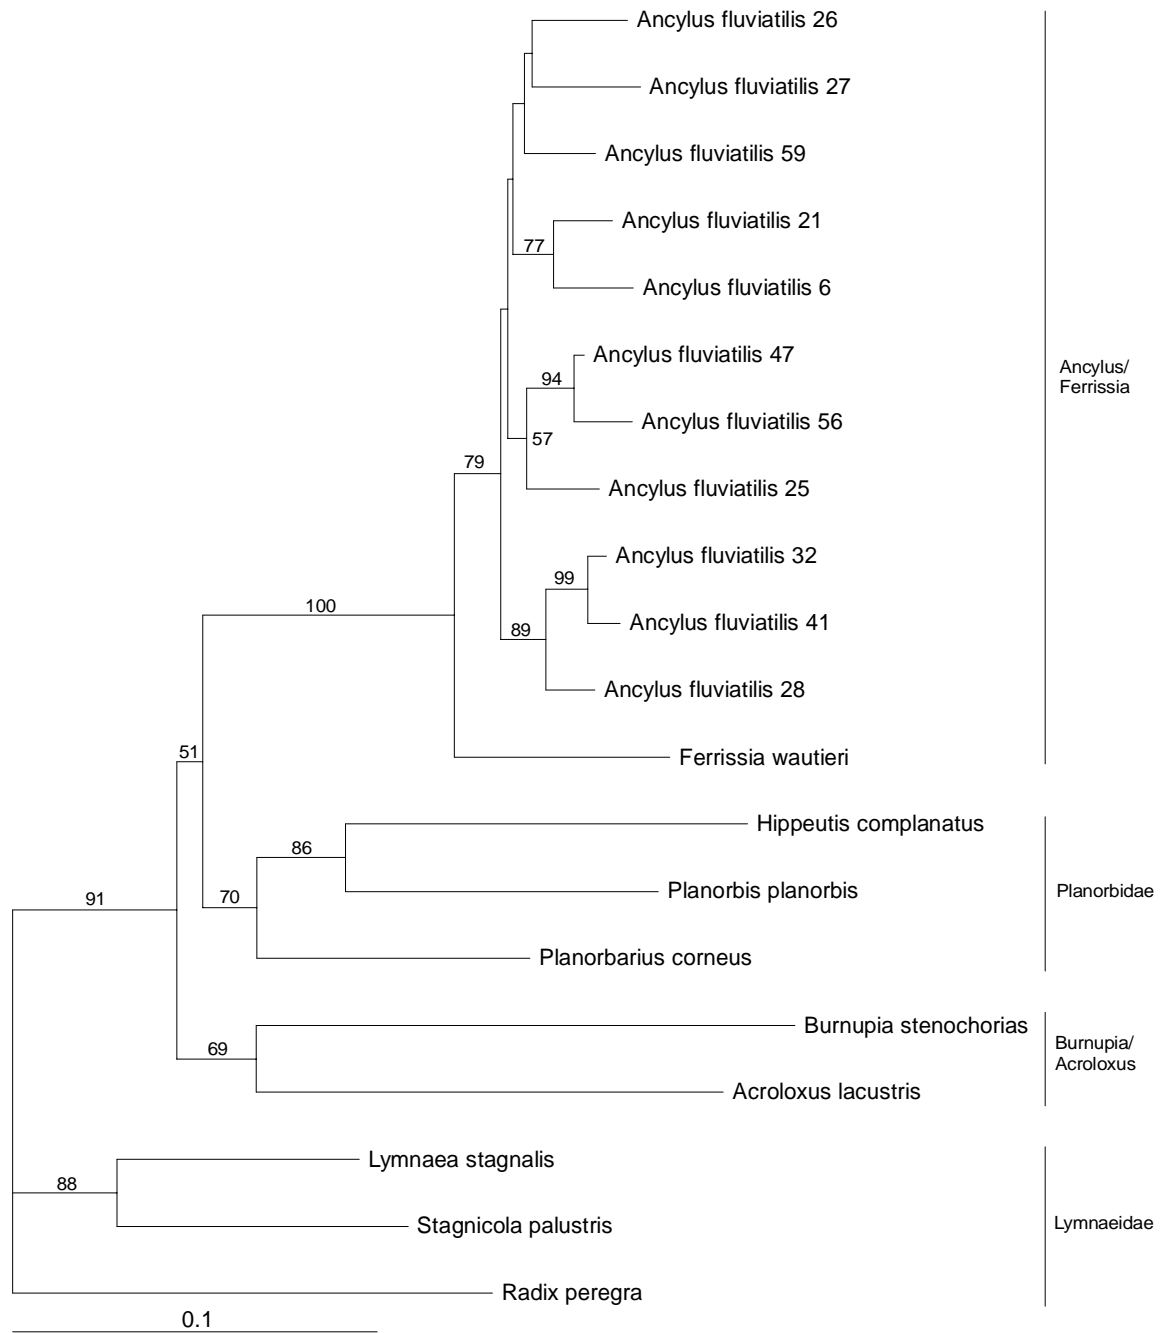 Ancylus fluviatilis 26
Ancylus fluviatilis 27
Ancylus fluviatilis 59
Ancylus fluviatilis 21
77
Ancylus fluviatilis 6
Ancylus fluviatilis 47
94
Ancylus fluviatilis 56
57
79
Ancylus fluviatilis 25
Ancylus fluviatilis 32
99
Ancylus fluviatilis 41
89
Ancylus fluviatilis 28
100
Ferrissia wautieri
51
Ancylus/
Ferrissia
Hippeutis complanatus
86
Planorbis planorbis
70
Planorbarius corneus
Planorbidae
91
Burnupia stenochorias
69
Acroloxus lacustris
Burnupia/
Acroloxus
Lymnaea stagnalis
88
Stagnicola palustris
Radix peregra
Lymnaeidae
0.1